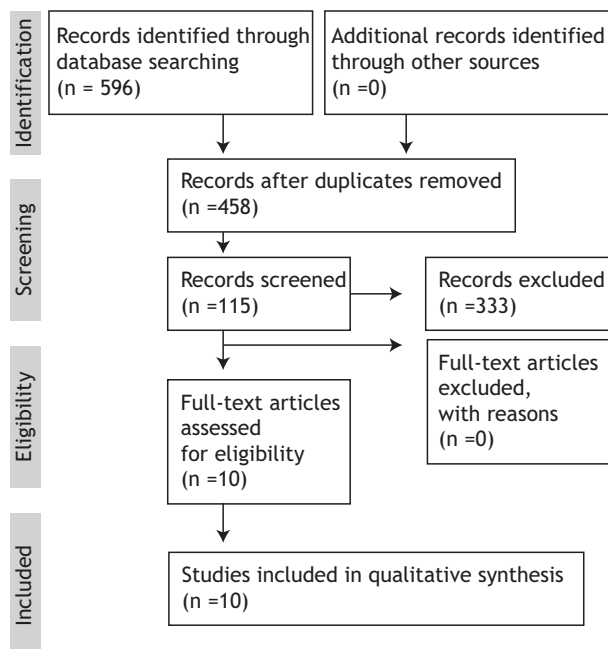 Identification
Records identified through
database searching
(n = 596)
Additional records identified
through other sources
(n =0)
Screening
Records after duplicates removed
(n =458)
Records screened
(n =115)
Records excluded
(n =333)
Eligibility
Full-text articles
assessed
for eligibility
(n =10)
Full-text articles
excluded,
with reasons
(n =0)
Included
Studies included in qualitative synthesis
(n =10)